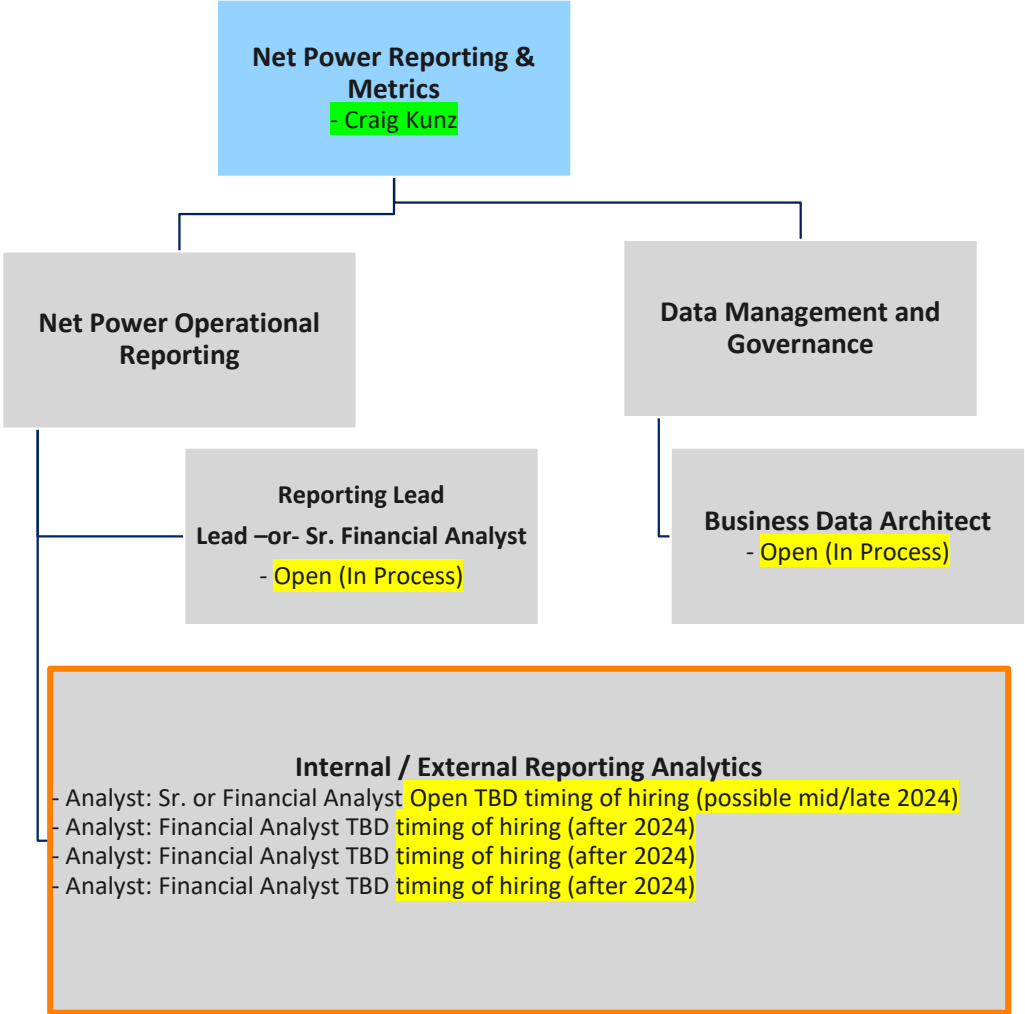 Net Power Reporting &
Metrics
- Craig Kunz
Net Power Operational
Reporting
Data Management and
Governance
Reporting Lead
Lead –or- Sr. Financial Analyst
- Open (In Process)
Business Data Architect
- Open (In Process)
Internal / External Reporting Analytics
- Analyst: Sr. or Financial Analyst Open TBD timing of hiring (possible mid/late 2024)
- Analyst: Financial Analyst TBD timing of hiring (after 2024)
- Analyst: Financial Analyst TBD timing of hiring (after 2024)
- Analyst: Financial Analyst TBD timing of hiring (after 2024)